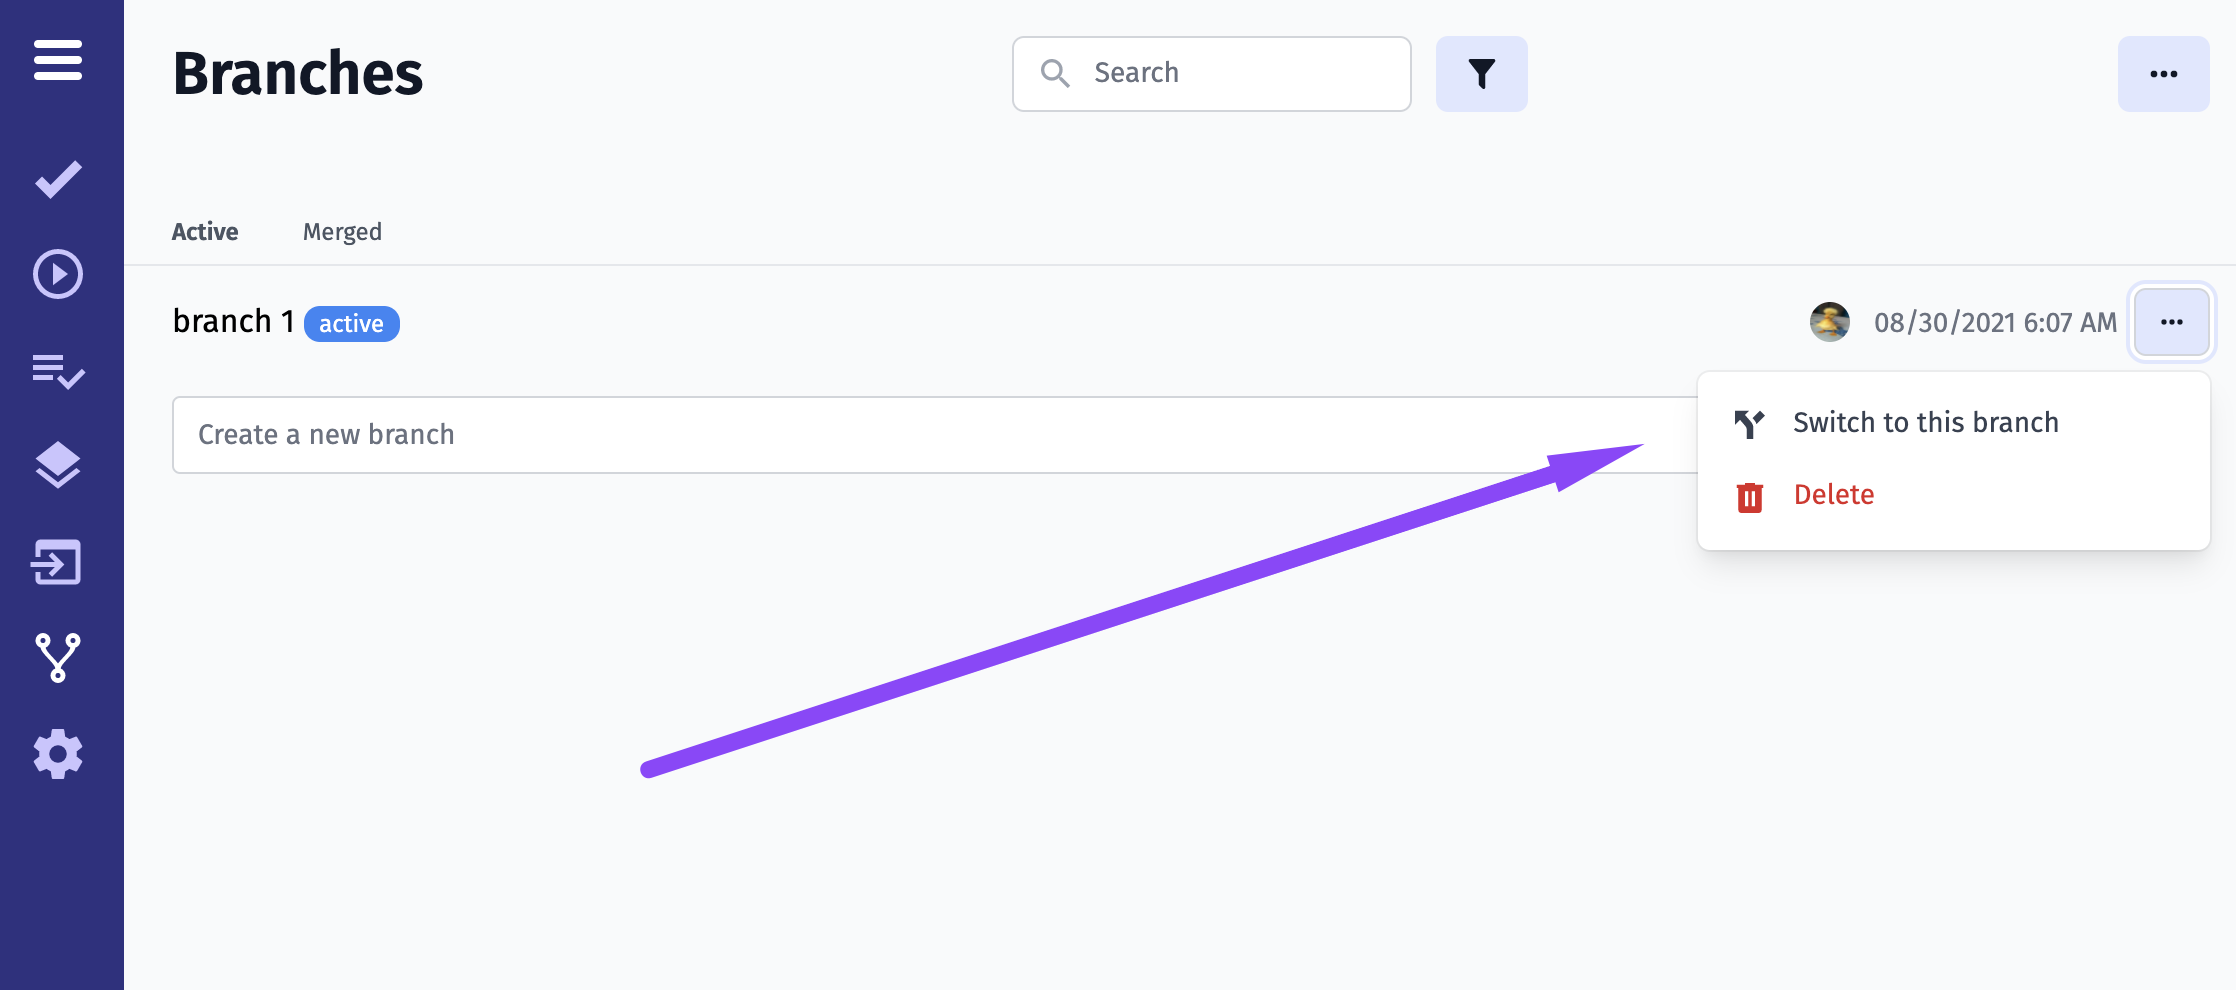 Branches
Search
Active Merged
branch 1 active 08/30/2021 6:07 AM
Create a new branch
Switch to this branch
Delete